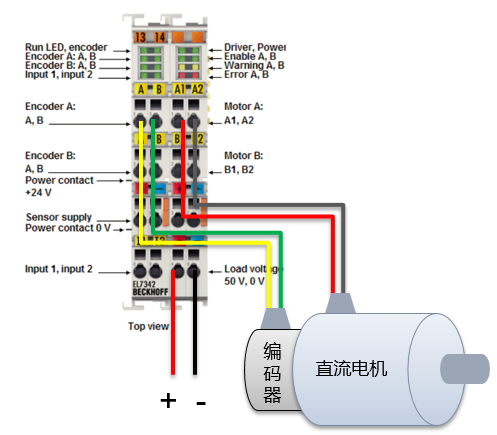 13 14
Run LED, encoder
Encoder A: A, B
Encoder B: A, B
Input 1, input 2
Driver, Power
Enable A, B
Warning A, B
Error A, B
A B A1 A2
Encoder A:
A, B
Motor A:
A1, A2
Encoder B:
A, B
Motor B:
B1, B2
Power contact
+24 V
Sensor supply
Power contact 0 V
Input 1, input 2
Load voltage
50 V, 0 V
EL7342
BECKHOFF
Top view
编码器
直流电机
+ -